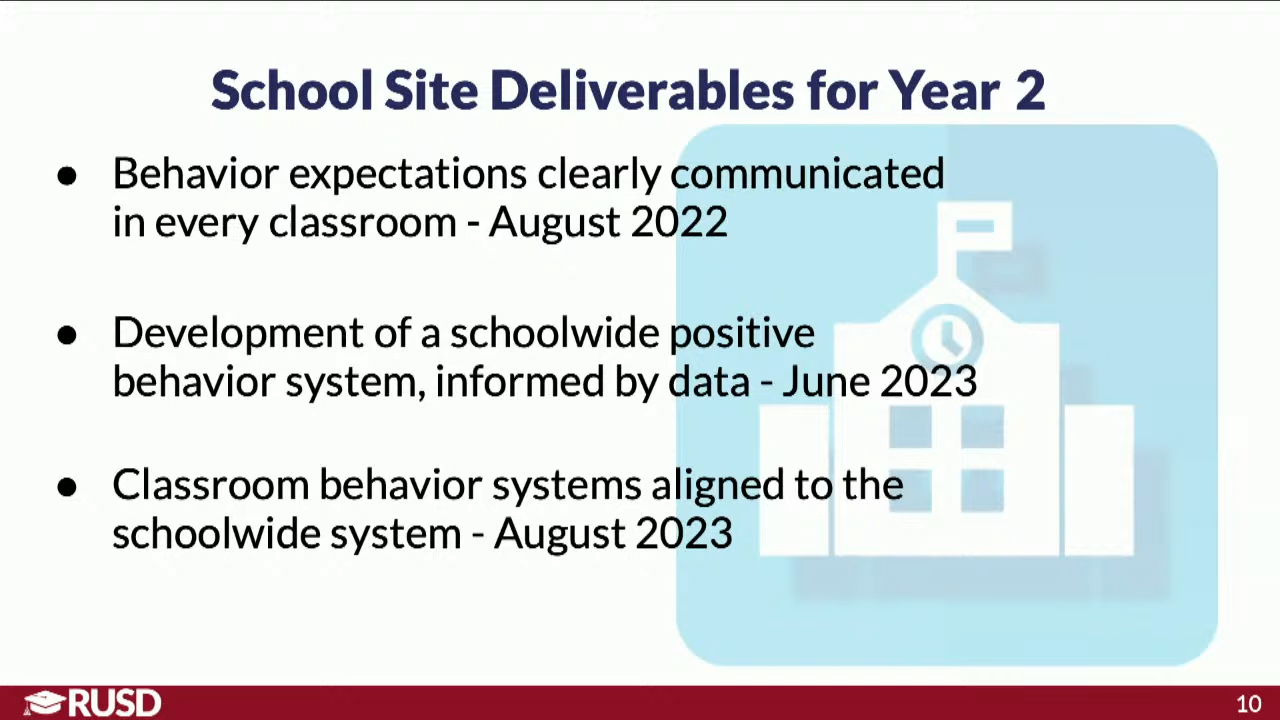 School Site Deliverables for Year 2
● Behavior expectations clearly communicated
in every classroom - August 2022
● Development of a schoolwide positive
behavior system, informed by data - June 2023
● Classroom behavior systems aligned to the
schoolwide system - August 2023
RUSD
10